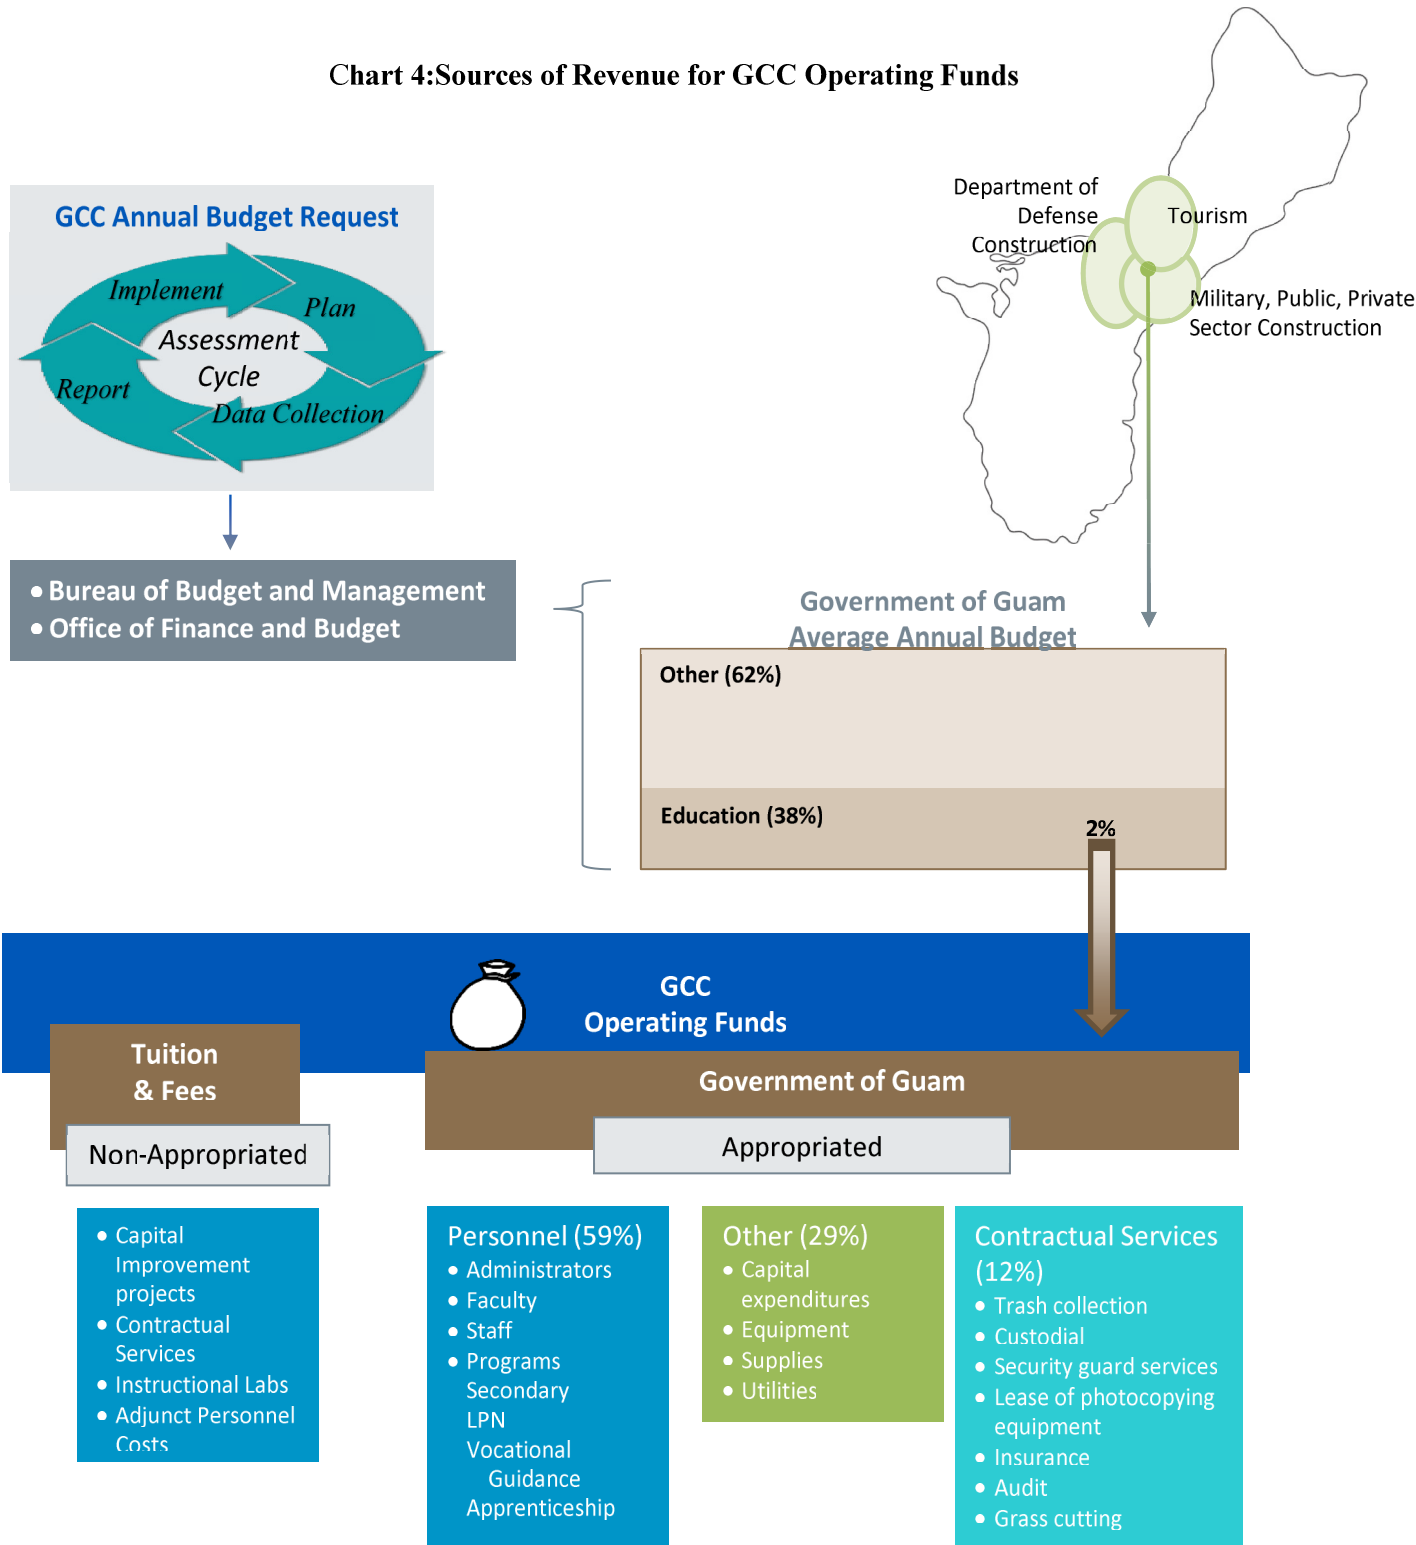 Chart 4:Sources of Revenue for GCC Operating Funds
Department of
Defense
Construction
Tourism
Military, Public, Private
Sector Construction
GCC Annual Budget Request
Implement
Plan
Assessment
Cycle
Report
Data Collection
• Bureau of Budget and Management
• Office of Finance and Budget
Government of Guam
Average Annual Budget
Other (62%)
Education (38%)
2%
GCC
Operating Funds
Tuition
& Fees
Non-Appropriated
Government of Guam
Appropriated
• Capital
Improvement
projects
• Contractual
Services
• Instructional Labs
• Adjunct Personnel
Costs
Personnel (59%)
• Administrators
• Faculty
• Staff
• Programs
Secondary
LPN
Vocational
Guidance
Apprenticeship
Other (29%)
• Capital
expenditures
• Equipment
• Supplies
• Utilities
Contractual Services
(12%)
• Trash collection
• Custodial
• Security guard services
• Lease of photocopying
equipment
• Insurance
• Audit
• Grass cutting